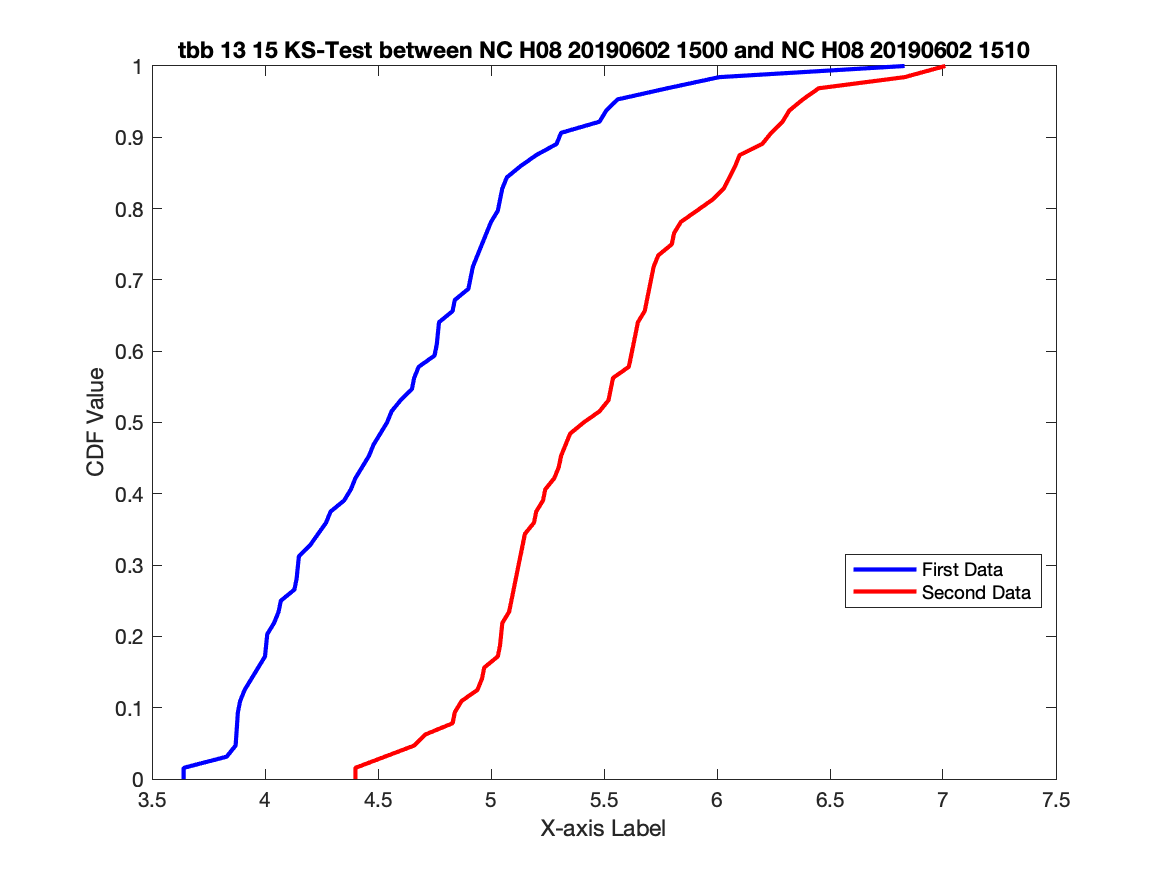 tbb 13 15 KS-Test between NC H08 20190602 1500 and NC H08 20190602 1510
1
0.9
0.8
0.7
0.6
0.5
0.4
0.3
0.2
0.1
0
CDF Value
First Data
Second Data
3.5 4 4.5 5 5.5 6 6.5 7 7.5
X-axis Label